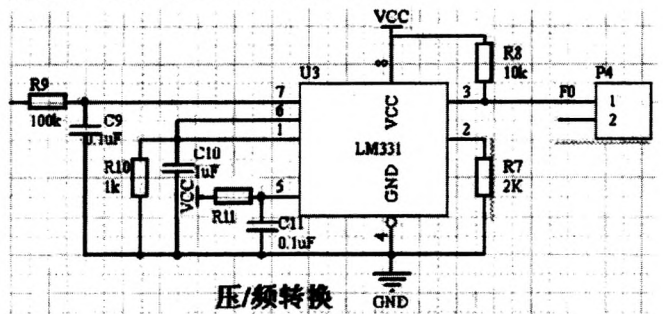 VCC
U3
R8
10k
P4
R9
100k
7
8
3
F0
1
C9
0.1uF
6
VCC
2
1
LM331
2
C10
1uF
R10
1k
VCC
GND
R7
2K
5
R11
C11
0.1uF
4
压/频转换
GND